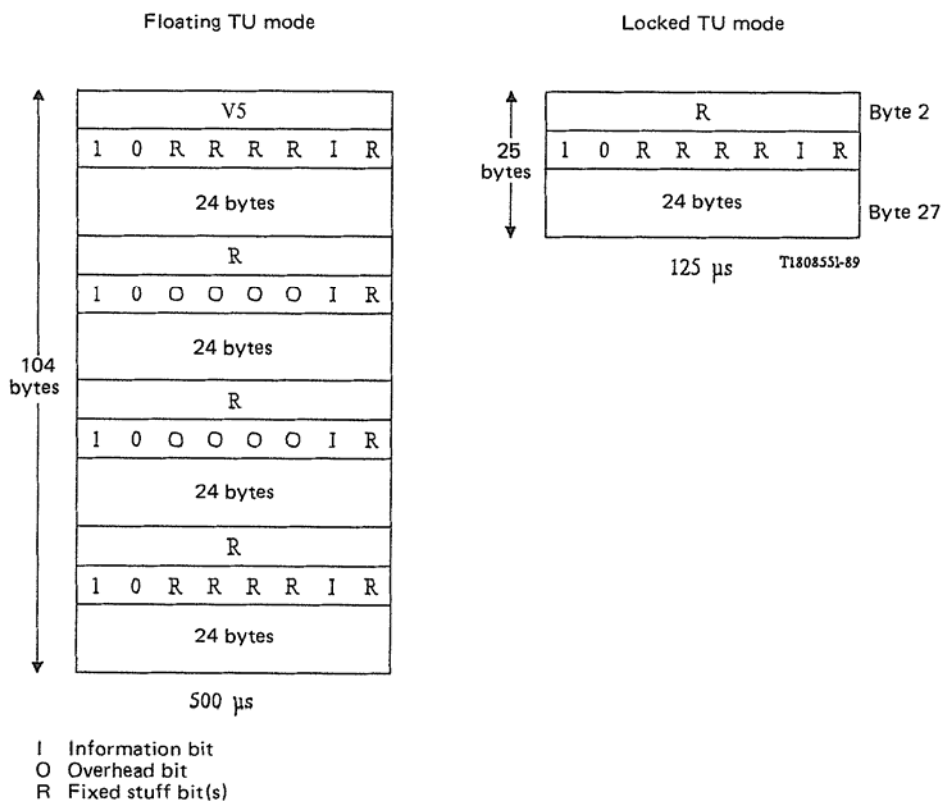 Floating TU mode
V5
1 0 R R R R I R
24 bytes
R
1 0 O O O O I R
24 bytes
R
1 0 O O O O I R
24 bytes
R
1 0 R R R R I R
24 bytes
104
bytes
500 µs
Locked TU mode
R
Byte 2
1 0 R R R R I R
24 bytes
Byte 27
25
bytes
125 µs
T1808551-89
I Information bit
O Overhead bit
R Fixed stuff bit(s)